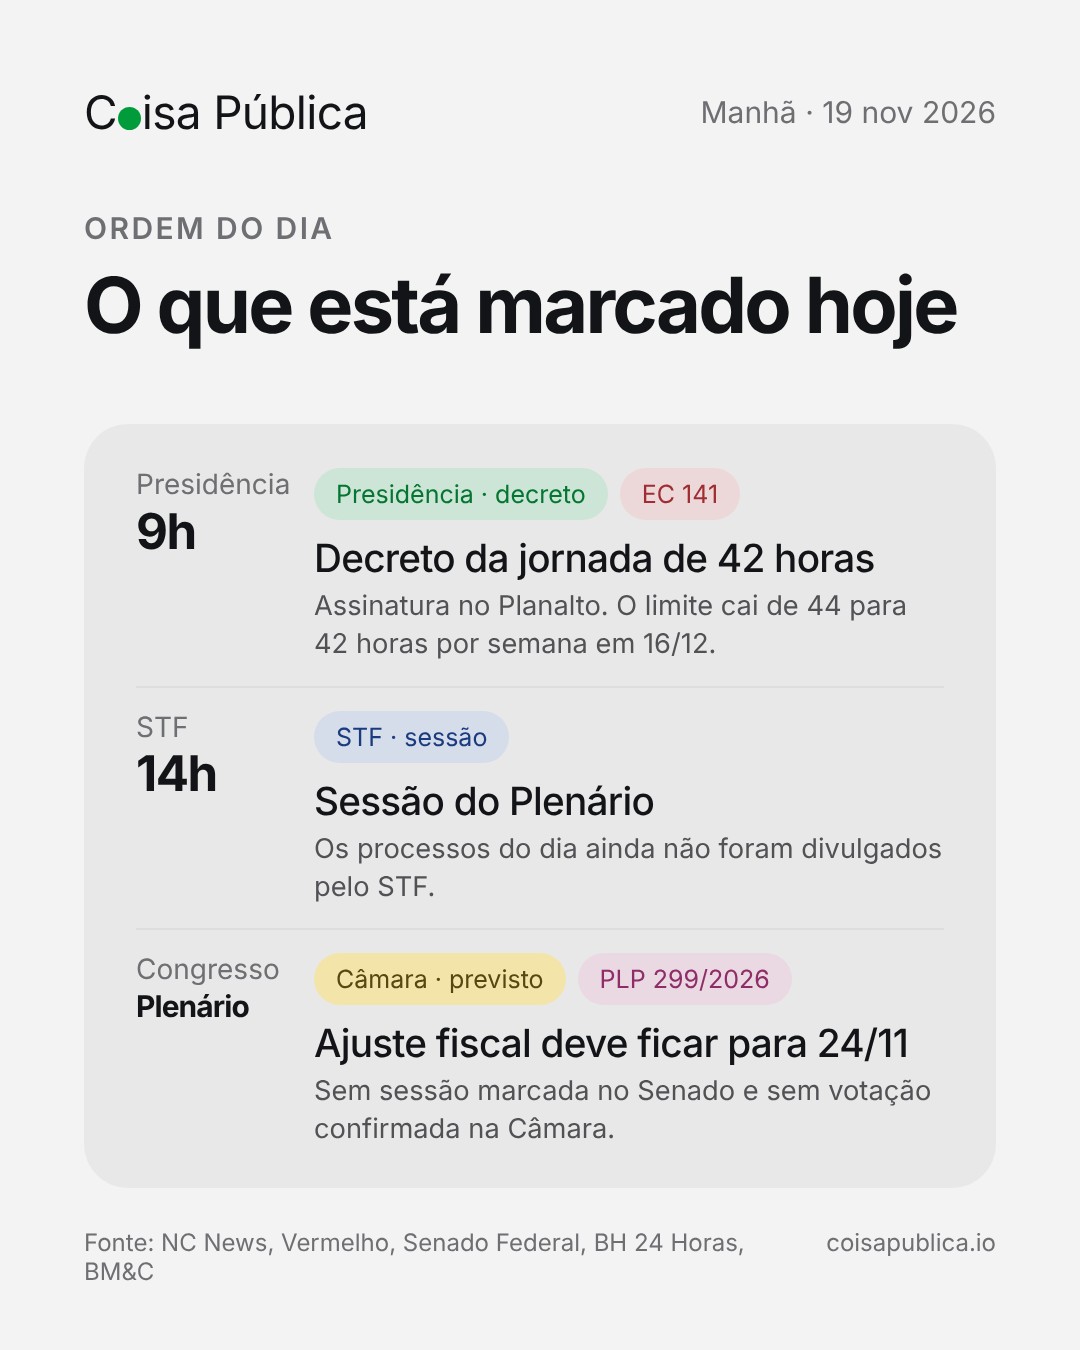 Coisa Pública
Manhã · 19 nov 2026
ORDEM DO DIA
O que está marcado hoje
Presidência
9h
Presidência · decreto
EC 141
Decreto da jornada de 42 horas
Assinatura no Planalto. O limite cai de 44 para
42 horas por semana em 16/12.
STF
14h
STF · sessão
Sessão do Plenário
Os processos do dia ainda não foram divulgados
pelo STF.
Congresso
Plenário
Câmara · previsto
PLP 299/2026
Ajuste fiscal deve ficar para 24/11
Sem sessão marcada no Senado e sem votação
confirmada na Câmara.
Fonte: NC News, Vermelho, Senado Federal, BH 24 Horas,
BM&C
coisapublica.io